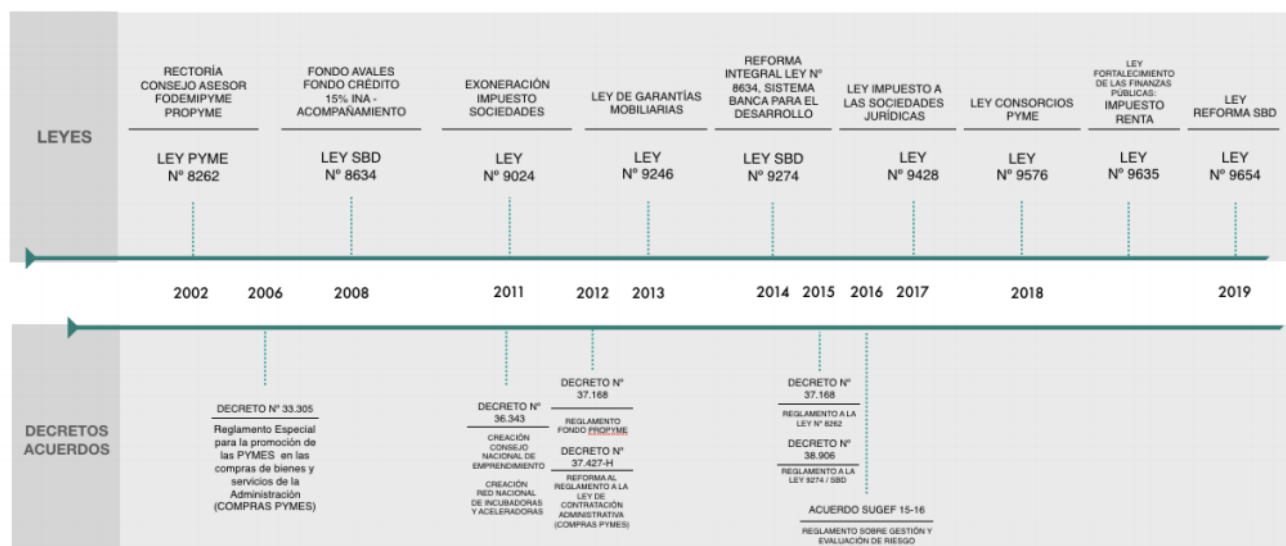 LEYES
RECTORÍA
CONSEJO ASESOR
FODEMIPYME
PROPYME
LEY PYME
Nº 8262
FONDO AVALES
FONDO CRÉDITO
15% INA -
ACOMPAÑAMIENTO
LEY SBD
Nº 8634
EXONERACIÓN
IMPUESTO
SOCIEDADES
LEY
Nº 9024
LEY DE GARANTÍAS
MOBILIARIAS
LEY
Nº 9246
REFORMA
INTEGRAL LEY Nº
8634, SISTEMA
BANCA PARA EL
DESARROLLO
LEY SBD
Nº 9274
LEY IMPUESTO A
LAS SOCIEDADES
JURÍDICAS
LEY
Nº 9428
LEY CONSORCIOS
PYME
LEY
Nº 9576
LEY
FORTALECIMIENTO
DE LAS FINANZAS
PÚBLICAS:
IMPUESTO
RENTA
LEY
Nº 9635
LEY
REFORMA SBD
LEY
Nº 9654
2002 2006 2008 2011 2012 2013 2014 2015 2016 2017 2018 2019
DECRETOS
ACUERDOS
DECRETO Nº 33.305
Reglamento Especial
para la promoción de
las PYMES en las
compras de bienes y
servicios de la
Administración
(COMPRAS PYMES)
DECRETO Nº
36.343
CREACIÓN
CONSEJO
NACIONAL DE
EMPRENDIMIENTO
CREACIÓN
RED NACIONAL
DE INCUBADORAS
Y ACELERADORAS
DECRETO Nº
37.168
REGLAMENTO
FONDO PROPYME
DECRETO Nº
37.427-H
REFORMA AL
REGLAMENTO A LA
LEY DE
CONTRATACIÓN
ADMINISTRATIVA
(COMPRAS PYMES)
DECRETO Nº
37.168
REGLAMENTO A LA
LEY Nº 8262
DECRETO Nº
38.906
REGLAMENTO A LA
LEY 9274 / SBD
ACUERDO SUGEF 15-16
REGLAMENTO SOBRE GESTIÓN Y
EVALUACIÓN DE RIESGO